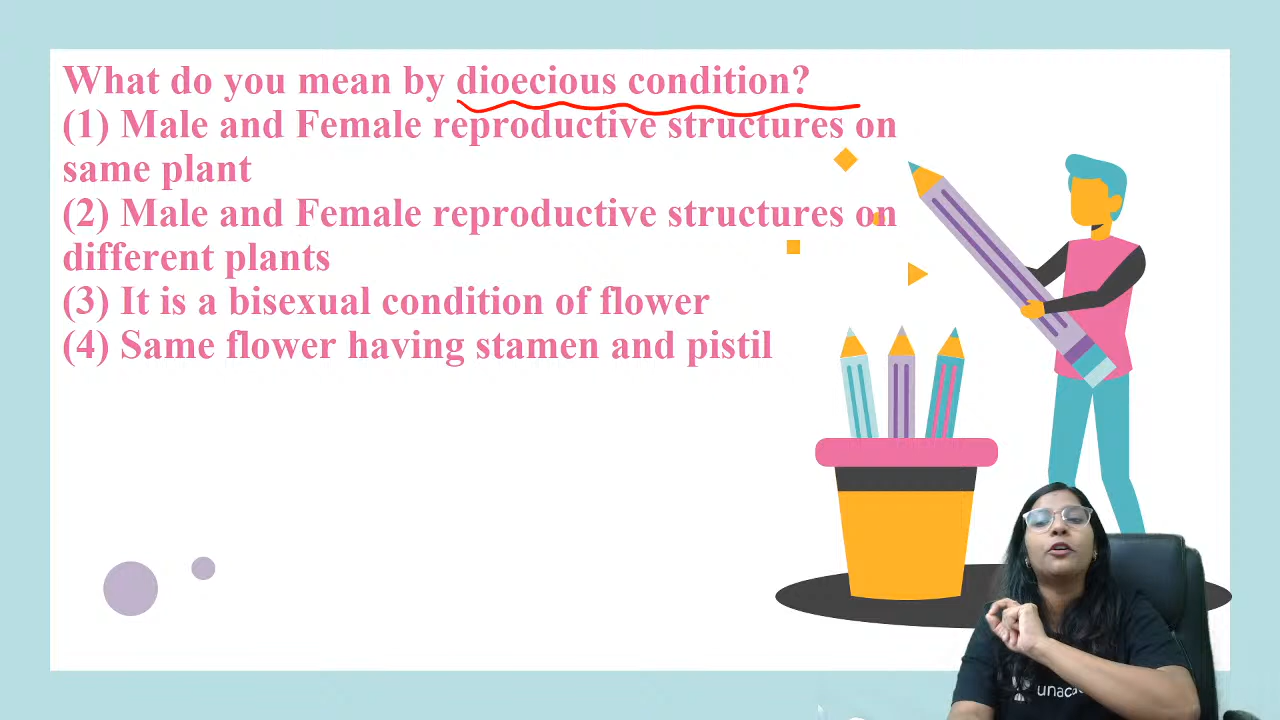 What do you mean by dioecious condition?
(1) Male and Female reproductive structures on
same plant
(2) Male and Female reproductive structures on
different plants
(3) It is a bisexual condition of flower
(4) Same flower having stamen and pistil